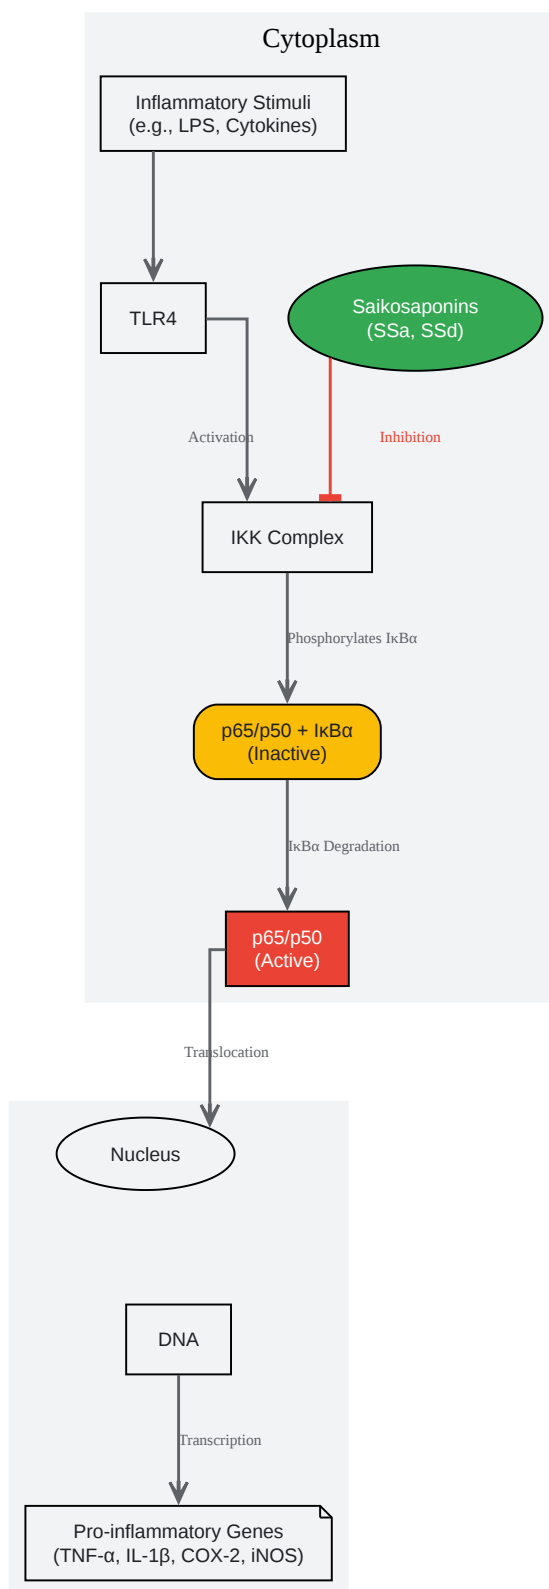 Cytoplasm
Inflammatory Stimuli
(e.g., LPS, Cytokines)
TLR4
Saikosaponins
(SSa, SSd)
Activation
Inhibition
IKK Complex
Phosphorylates IκBα
p65/p50 + IκBα
(Inactive)
IκBα Degradation
p65/p50
(Active)
Translocation
Nucleus
DNA
Transcription
Pro-inflammatory Genes
(TNF-α, IL-1β, COX-2, iNOS)